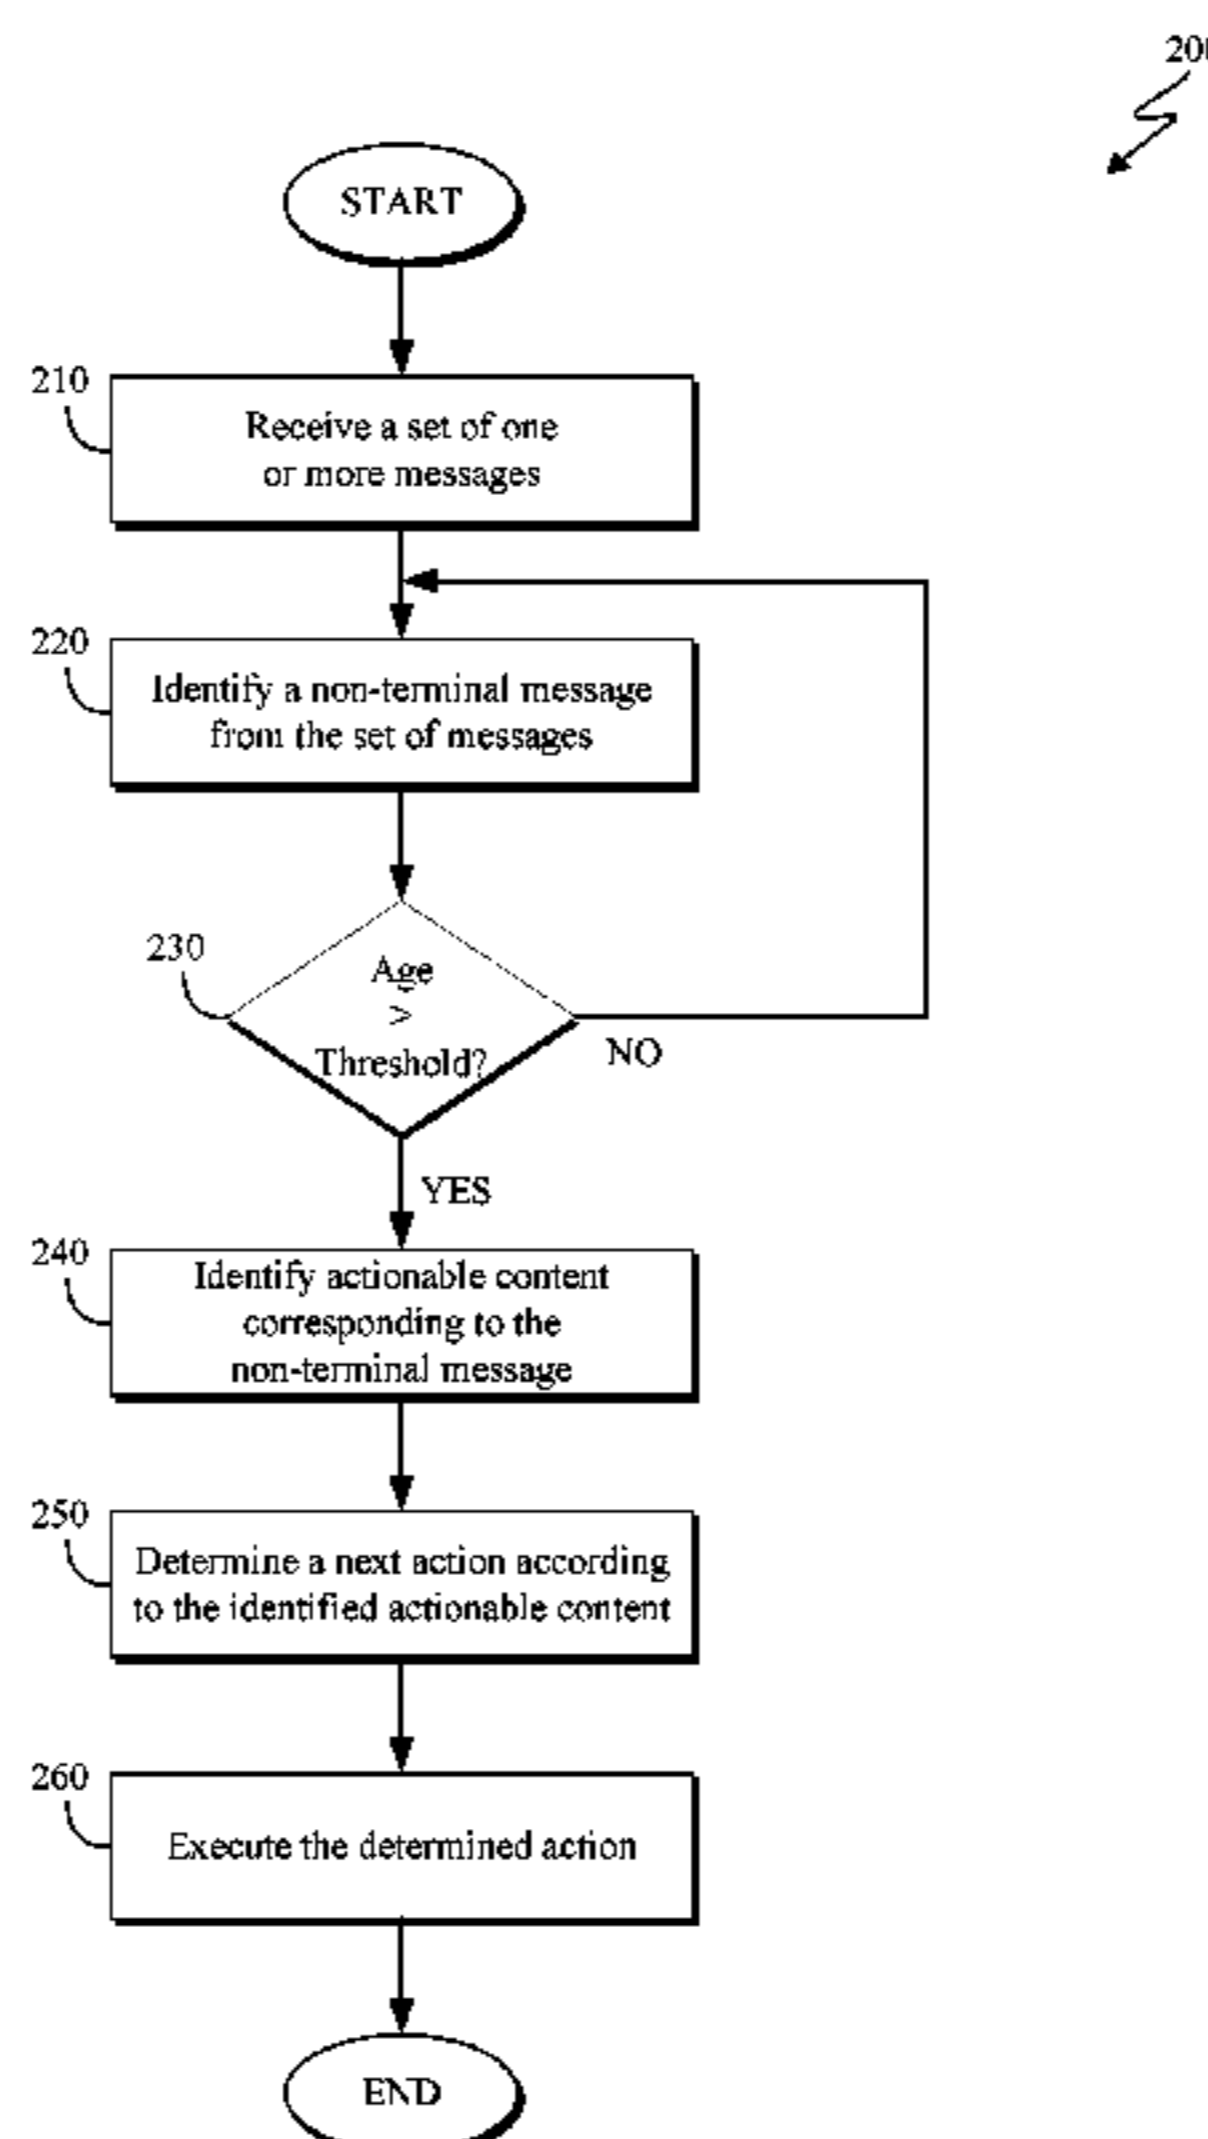 START
210
Receive a set of one
or more messages
220
Identify a non-terminal message
from the set of messages
230
Age
>
Threshold?
NO
YES
240
Identify actionable content
corresponding to the
non-terminal message
250
Determine a next action according
to the identified actionable content
260
Execute the determined action
END